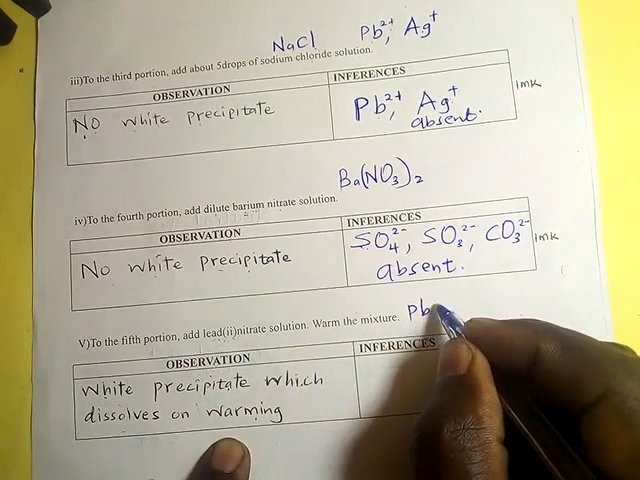 NaCl Pb²⁺, Ag⁺
iii)To the third portion, add about 5drops of sodium chloride solution.
OBSERVATION INFERENCES
No white precipitate Pb²⁺, Ag⁺ 1mk
absent.
Ba(NO₃)₂
iv)To the fourth portion, add dilute barium nitrate solution.
OBSERVATION INFERENCES
No white precipitate SO₄²⁻, SO₃²⁻, CO₃²⁻ 1mk
absent.
Pb
V)To the fifth portion, add lead(ii)nitrate solution. Warm the mixture.
OBSERVATION INFERENCES
White precipitate which
dissolves on warming